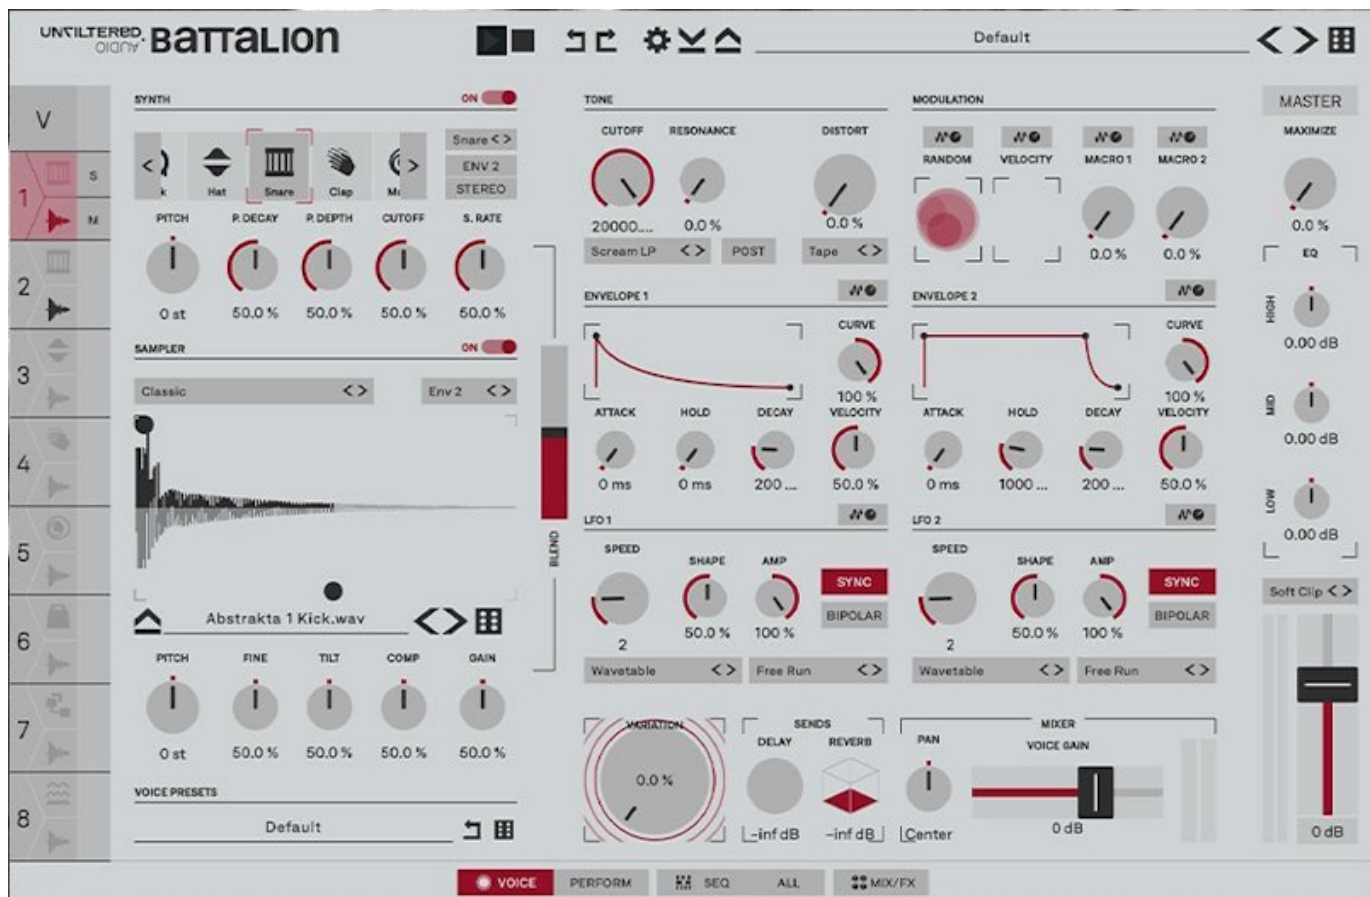 UNFILTERED AUDIO BATTALION
Default
V
1
S
M
2
3
4
5
6
7
8
SYNTH
ON
Hat
Snare
Clap
Snare <>
ENV 2
STEREO
PITCH
P. DECAY
P. DEPTH
CUTOFF
S. RATE
0 st
50.0 %
50.0 %
50.0 %
50.0 %
SAMPLER
ON
Classic <>
Env 2 <>
Abstrakta 1 Kick.wav
PITCH
FINE
TILT
COMP
GAIN
0 st
50.0 %
50.0 %
50.0 %
50.0 %
VOICE PRESETS
Default
BLEND
TONE
CUTOFF
RESONANCE
DISTORT
20000....
0.0 %
0.0 %
Scream LP <>
POST
Tape <>
MODULATION
RANDOM
VELOCITY
MACRO 1
MACRO 2
0.0 %
0.0 %
ENVELOPE 1
CURVE
100 %
ATTACK
HOLD
DECAY
VELOCITY
0 ms
0 ms
200 ...
50.0 %
ENVELOPE 2
CURVE
100 %
ATTACK
HOLD
DECAY
VELOCITY
0 ms
1000 ...
200 ...
50.0 %
LFO 1
SPEED
SHAPE
AMP
SYNC
BIPOLAR
2
50.0 %
100 %
Wavetable <>
Free Run <>
LFO 2
SPEED
SHAPE
AMP
SYNC
BIPOLAR
2
50.0 %
100 %
Wavetable <>
Free Run <>
VARIATION
0.0 %
SENDS
DELAY
REVERB
-inf dB
-inf dB
MIXER
PAN
VOICE GAIN
Center
0 dB
MASTER
MAXIMIZE
0.0 %
EQ
HIGH
0.00 dB
MID
0.00 dB
LOW
0.00 dB
Soft Clip <>
0 dB
VOICE
PERFORM
SEQ
ALL
MIX/FX